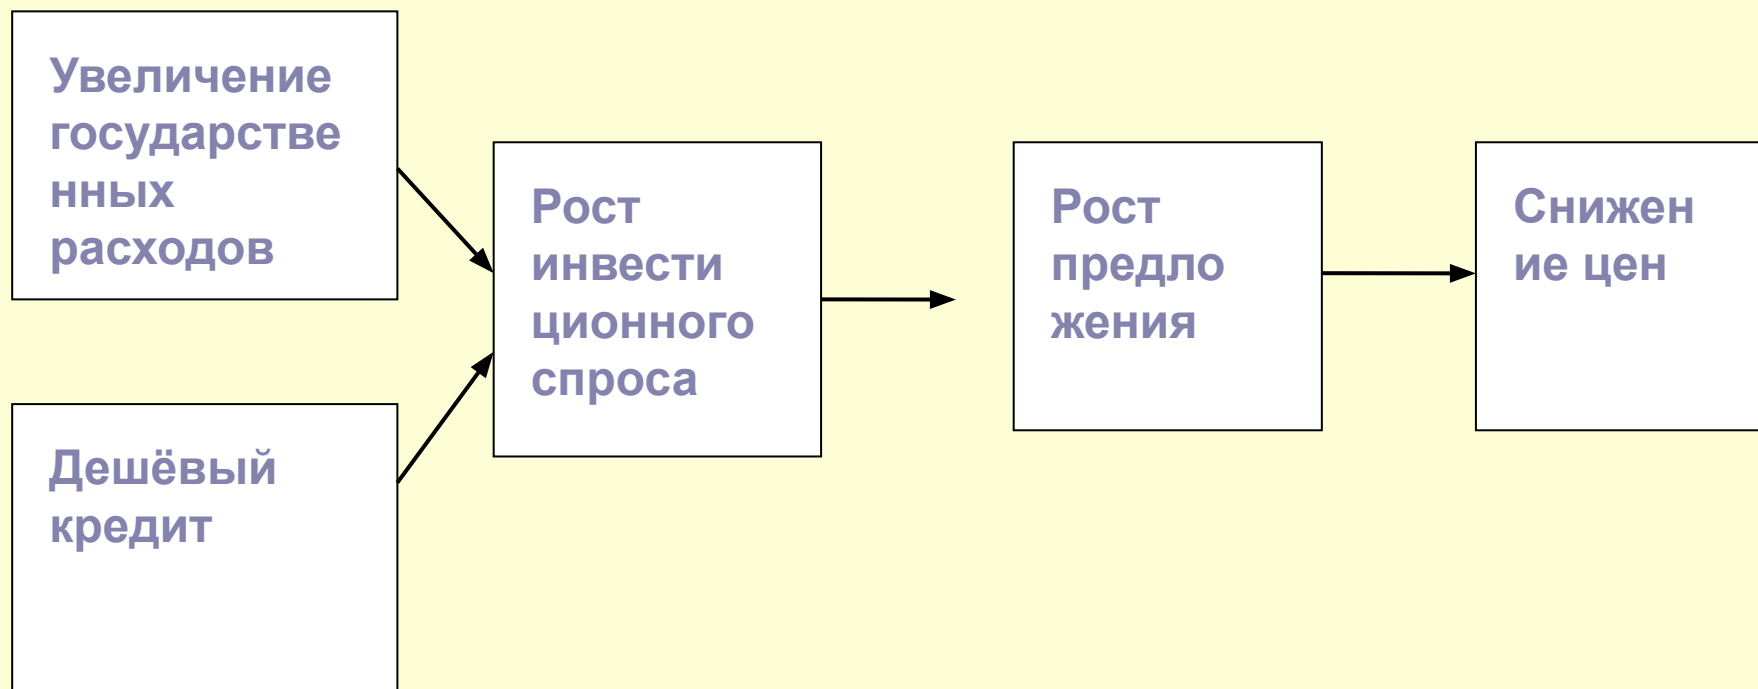 Увеличение
государстве
нных
расходов
Дешёвый
кредит
Рост
инвести
ционного
спроса
Рост
предло
жения
Снижен
ие цен